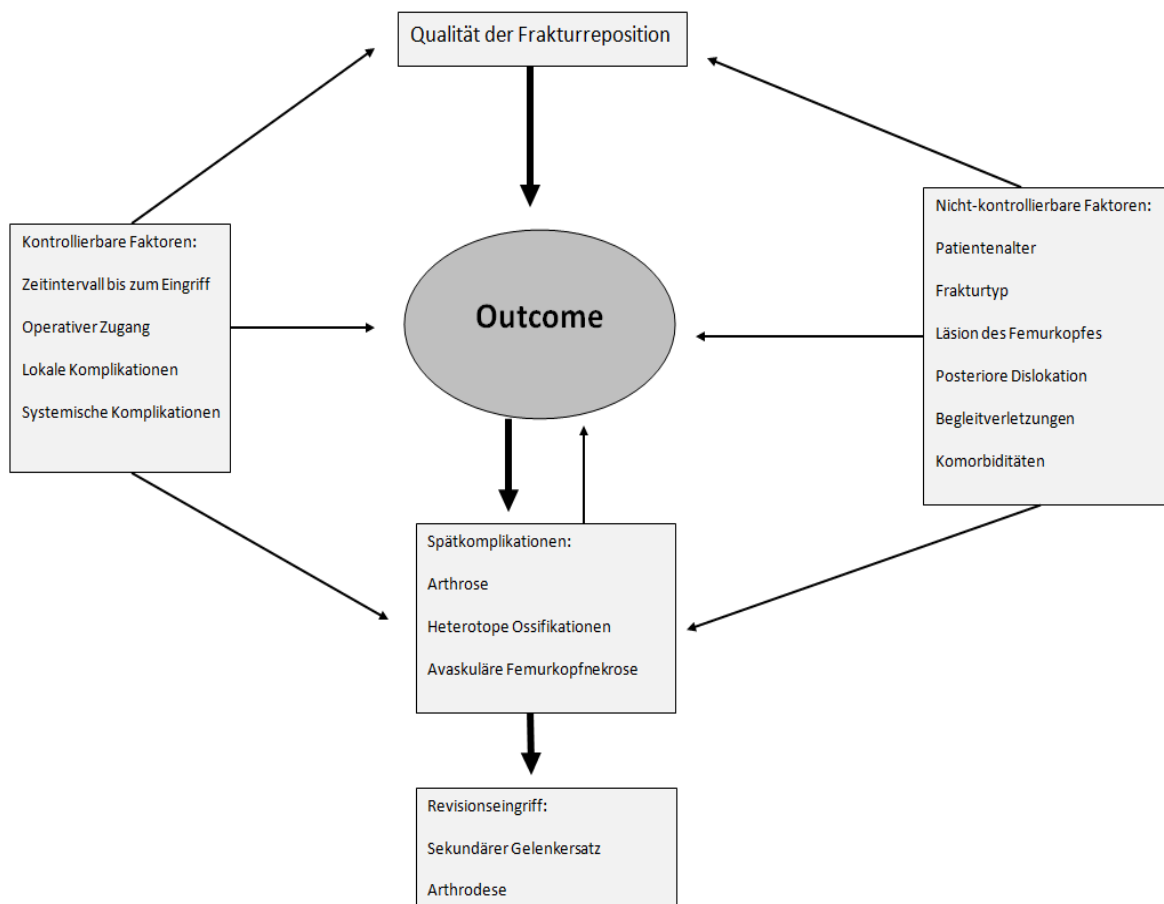 Qualität der Frakturreposition
Kontrollierbare Faktoren:
Zeitintervall bis zum Eingriff
Operativer Zugang
Lokale Komplikationen
Systemische Komplikationen
Outcome
Nicht-kontrollierbare Faktoren:
Patientenalter
Frakturtyp
Läsion des Femurkopfes
Posteriore Dislokation
Begleitverletzungen
Komorbiditäten
Spätkomplikationen:
Arthrose
Heterotope Ossifikationen
Avaskuläre Femurkopfnekrose
Revisionseingriff:
Sekundärer Gelenkersatz
Arthrodese